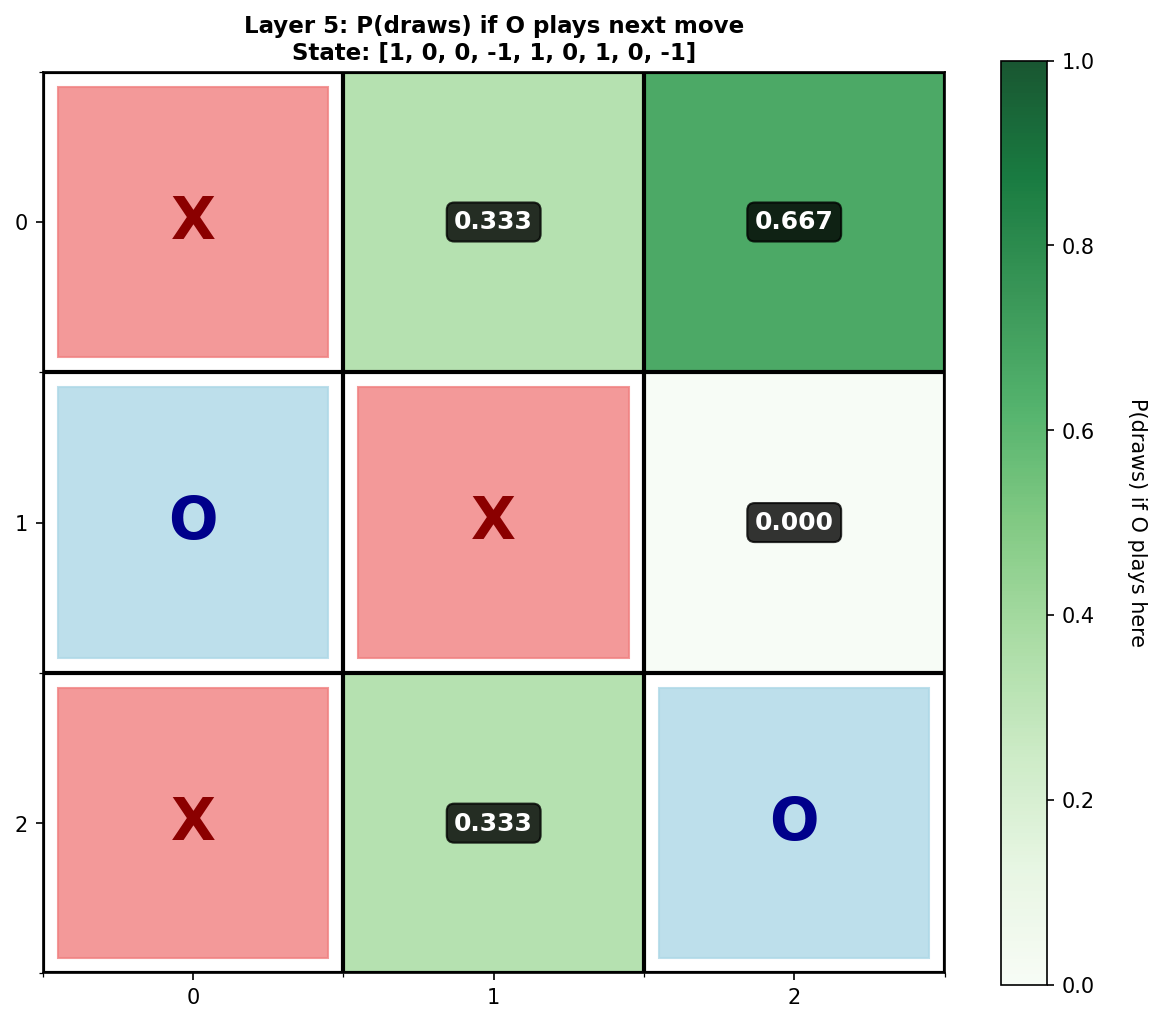 Layer 5: P(draws) if O plays next move
State: [1, 0, 0, -1, 1, 0, 1, 0, -1]
0
X
0.333
0.667
1
O
X
0.000
2
X
0.333
O
0
1
2
1.0
0.8
0.6
0.4
0.2
0.0
P(draws) if O plays here